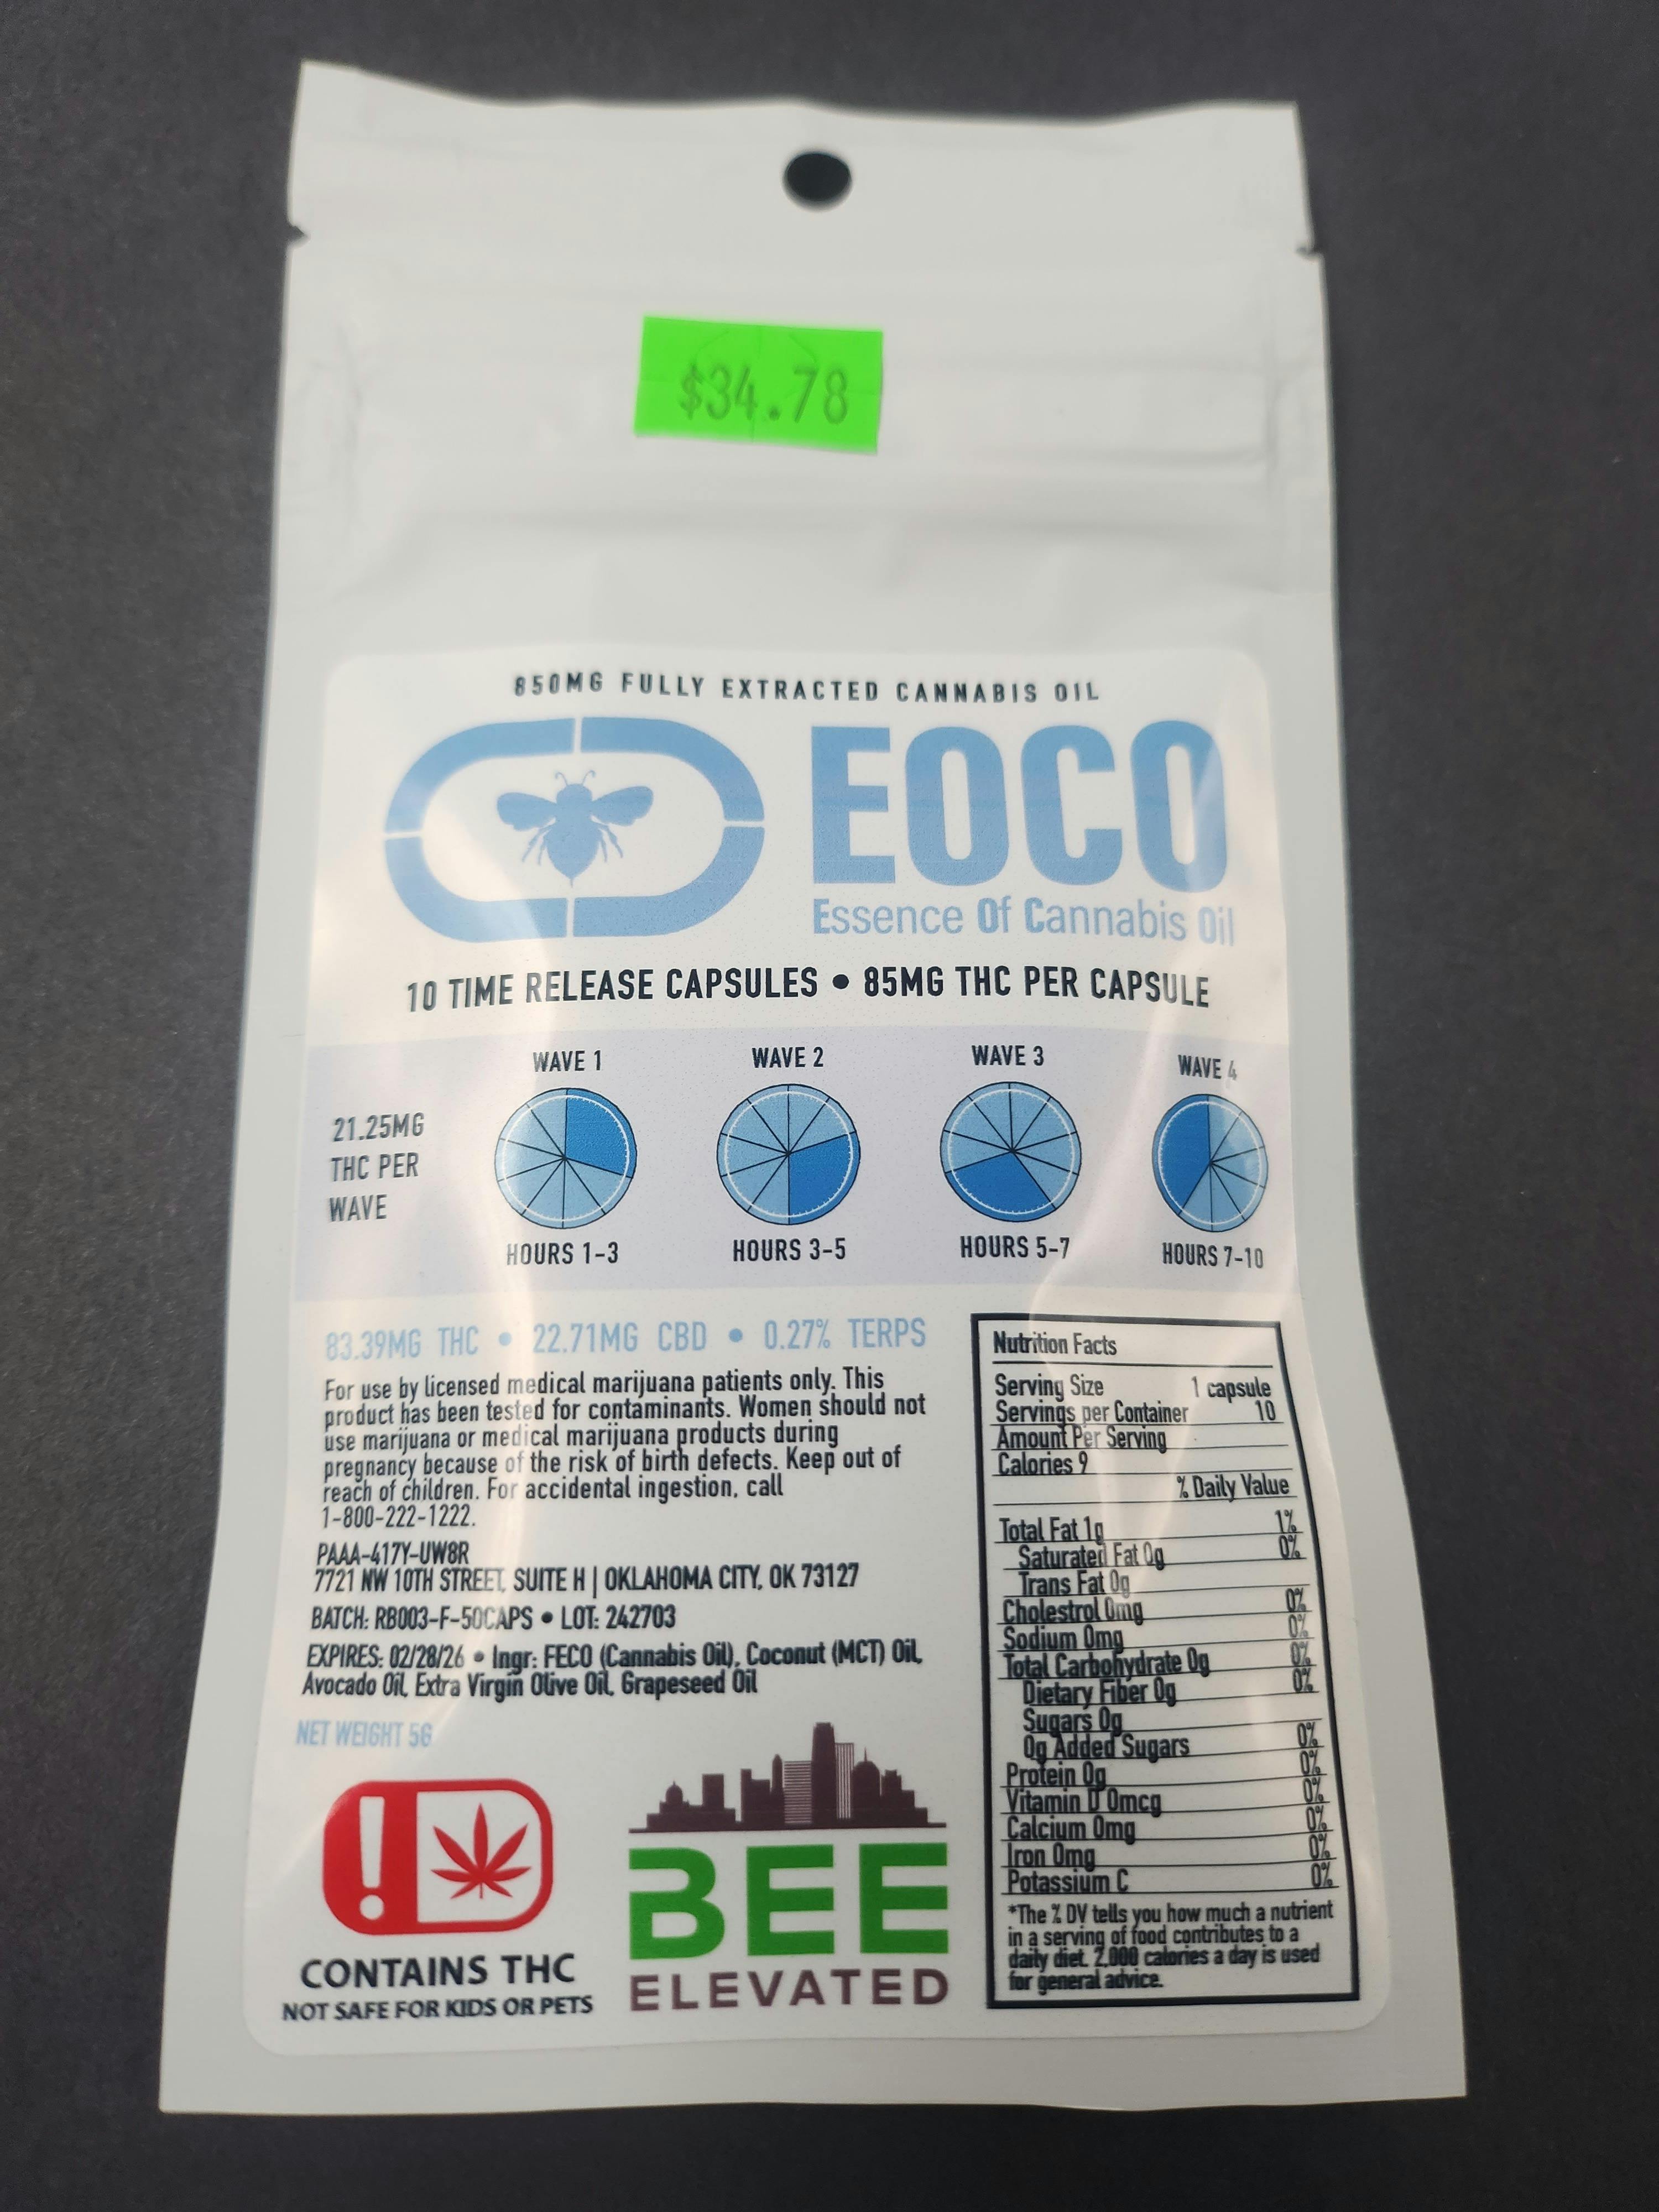 $34.78
850MG FULLY EXTRACTED CANNABIS OIL
EOCO
Essence Of Cannabis Oil
10 TIME RELEASE CAPSULES • 85MG THC PER CAPSULE
WAVE 1 WAVE 2 WAVE 3 WAVE 4
21.25MG
THC PER
WAVE
HOURS 1-3 HOURS 3-5 HOURS 5-7 HOURS 7-10
83.39MG THC • 22.71MG CBD • 0.27% TERPS
For use by licensed medical marijuana patients only. This
product has been tested for contaminants. Women should not
use marijuana or medical marijuana products during
pregnancy because of the risk of birth defects. Keep out of
reach of children. For accidental ingestion, call
1-800-222-1222.
PAAA-417Y-UW8R
7721 NW 10TH STREET, SUITE H | OKLAHOMA CITY, OK 73127
BATCH: RB003-F-50CAPS • LOT: 242703
EXPIRES: 02/28/26 • Ingr: FECO (Cannabis Oil), Coconut (MCT) Oil,
Avocado Oil, Extra Virgin Olive Oil, Grapeseed Oil
NET WEIGHT 5G
CONTAINS THC
NOT SAFE FOR KIDS OR PETS
BEE
ELEVATED
Nutrition Facts
Serving Size 1 capsule
Servings per Container 10
Amount Per Serving
Calories 9
% Daily Value
Total Fat 1g 1%
Saturated Fat 0g 0%
Trans Fat 0g
Cholestrol 0mg 0%
Sodium 0mg 0%
Total Carbohydrate 0g 0%
Dietary Fiber 0g 0%
Sugars 0g
0g Added Sugars 0%
Protein 0g 0%
Vitamin D 0mcg 0%
Calcium 0mg 0%
Iron 0mg 0%
Potassium C 0%
*The % DV tells you how much a nutrient
in a serving of food contributes to a
daily diet. 2,000 calories a day is used
for general advice.